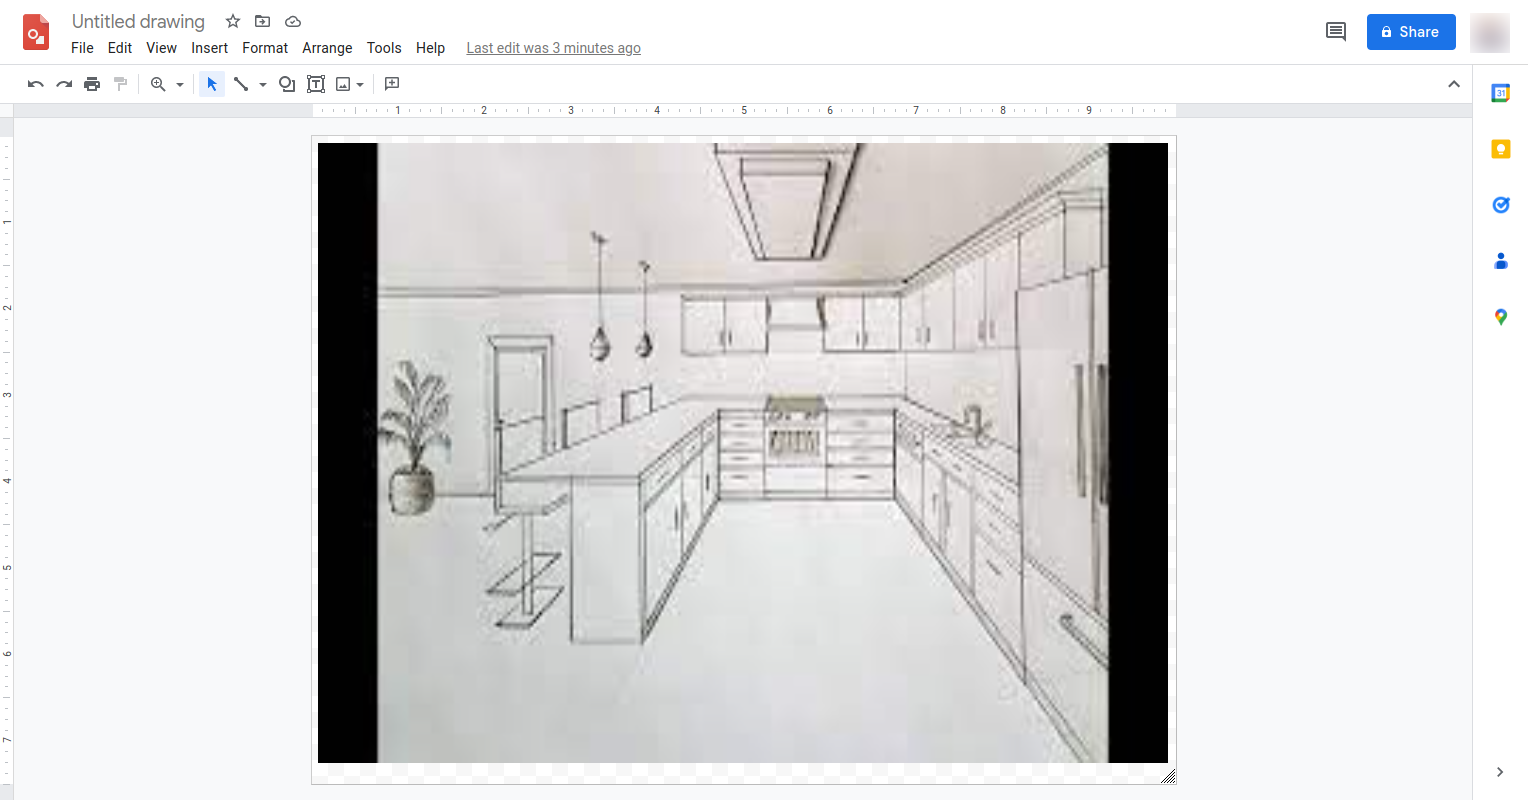 Untitled drawing
File Edit View Insert Format Arrange Tools Help Last edit was 3 minutes ago
Share
1 2 3 4 5 6 7 8 9
31
1
2
3
4
5
6
7